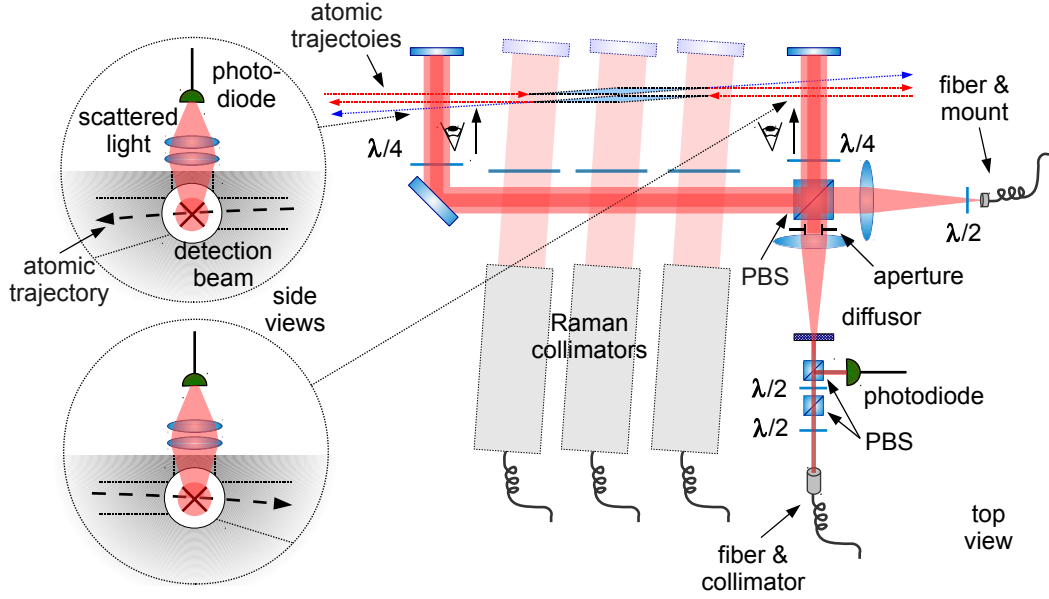 atomic
trajectoies
photo-
diode
scattered
light
λ/4
λ/4
fiber &
mount
λ/2
PBS
aperture
detection
beam
atomic
trajectory
side
views
Raman
collimators
diffusor
λ/2
photodiode
λ/2
PBS
fiber &
collimator
top
view